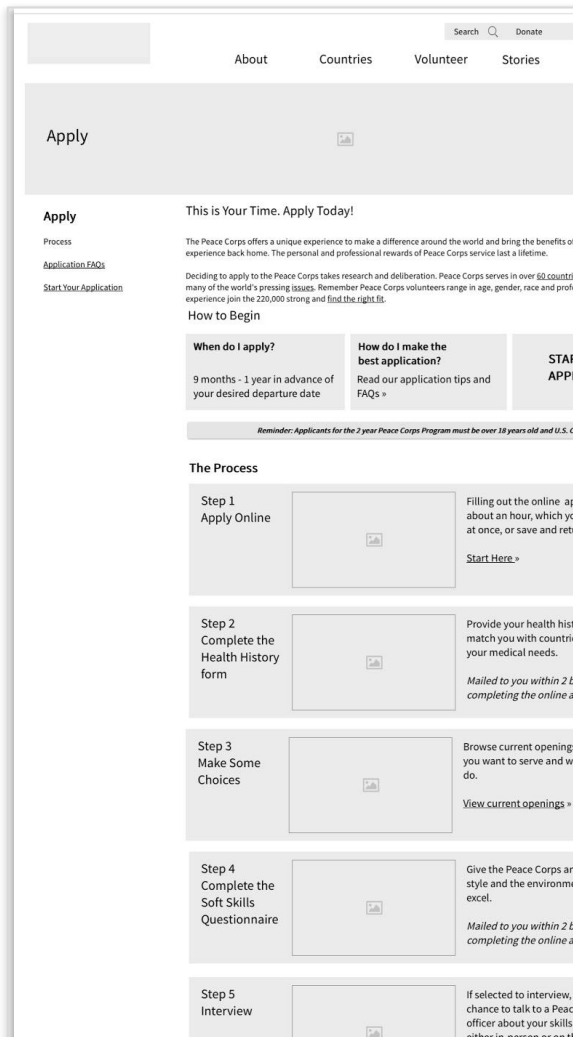 Search Donate
About Countries Volunteer Stories
Apply
Apply
Process
Application FAQs
Start Your Application
This is Your Time. Apply Today!
The Peace Corps offers a unique experience to make a difference around the world and bring the benefits of
experience back home. The personal and professional rewards of Peace Corps service last a lifetime.
Deciding to apply to the Peace Corps takes research and deliberation. Peace Corps serves in over 60
many of the world's pressing issues. Remember Peace Corps volunteers range in age, gender, race and
experience join the 220,000 strong and find the right fit.
How to Begin
When do I apply?
9 months - 1 year in advance of
your desired departure date
How do I make the
best application?
Read our application tips and
FAQs »
Reminder: Applicants for the 2 year Peace Corps Program must be over 18 years old and U.S.
The Process
Step 1
Apply Online
Filling out the online
about an hour, which
at once, or save and
Start Here »
Step 2
Complete the
Health History
form
Provide your health
match you with
your medical needs.
Mailed to you within 2
completing the online
Step 3
Make Some
Choices
Browse current
you want to serve and
do.
View current openings »
Step 4
Complete the
Soft Skills
Questionnaire
Give the Peace Corps
style and the
excel.
Mailed to you within 2
completing the online
Step 5
Interview
If selected to interview,
chance to talk to a
officer about your skills